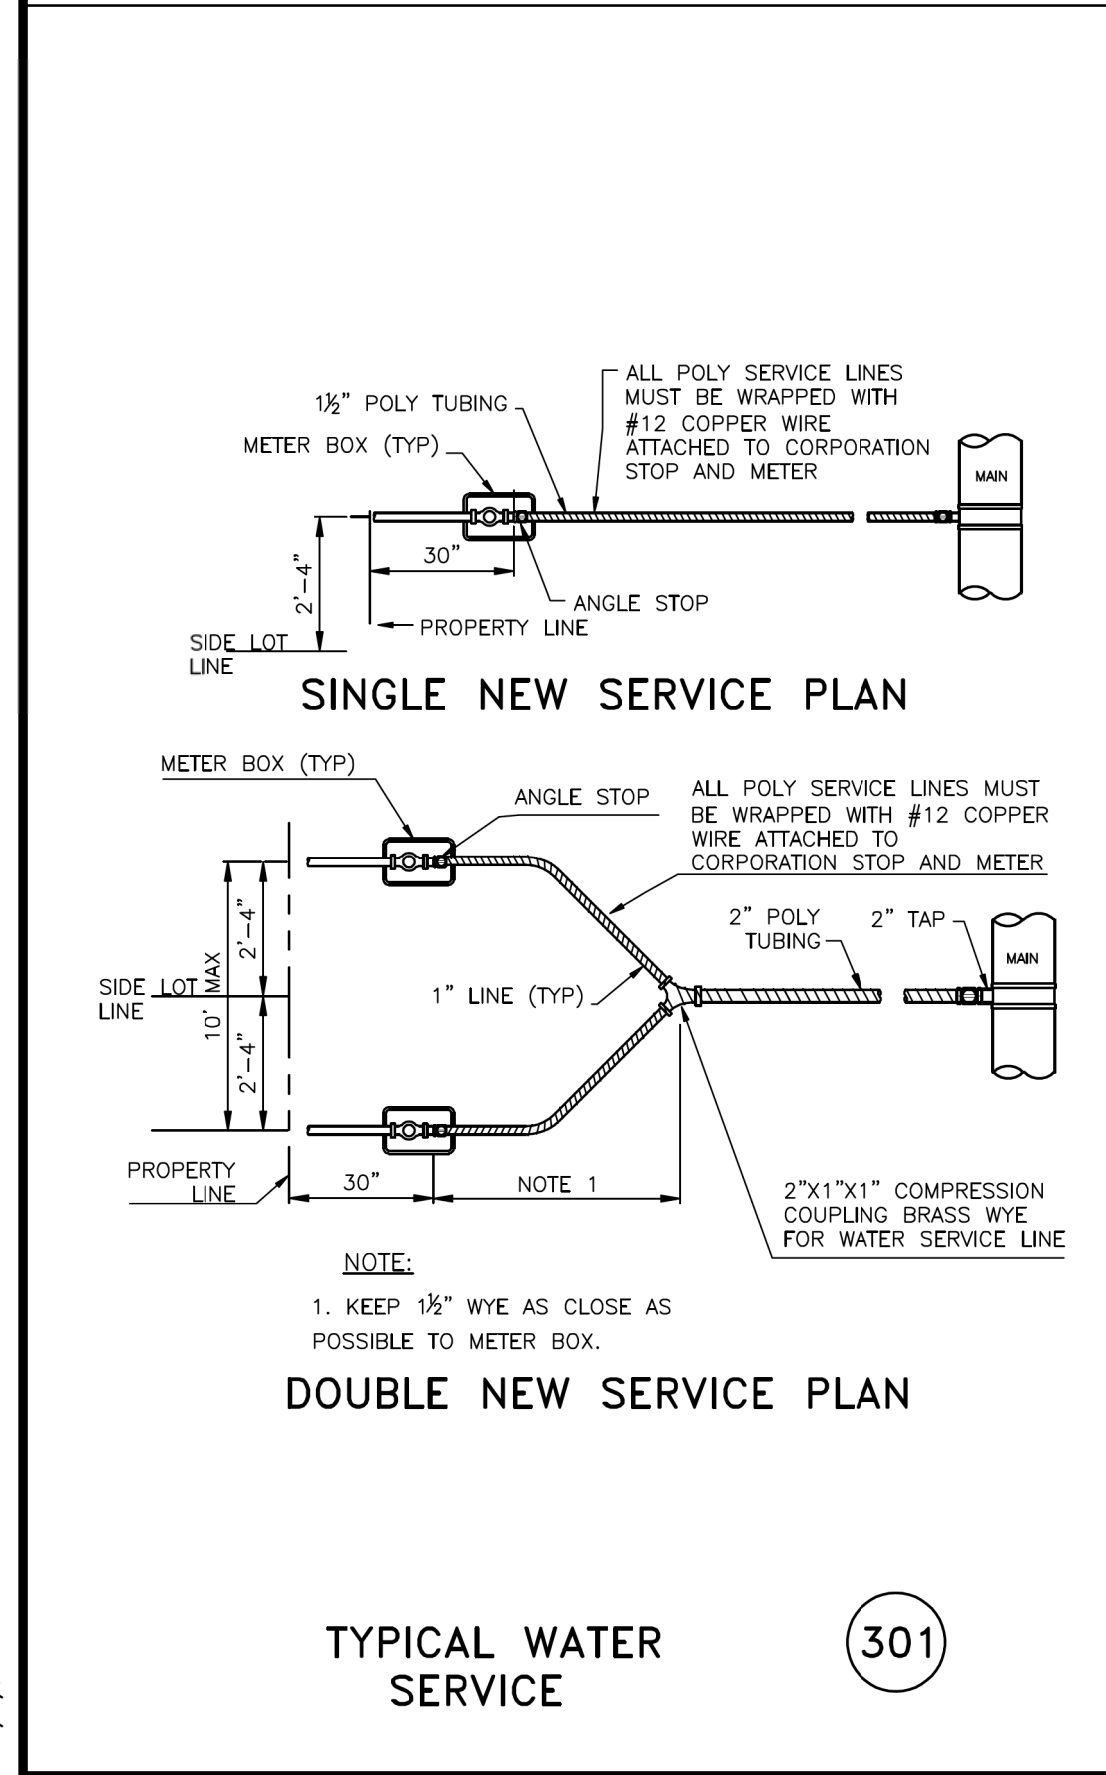 ALL POLY SERVICE LINES
MUST BE WRAPPED WITH
#12 COPPER WIRE
ATTACHED TO CORPORATION
STOP AND METER
1½" POLY TUBING
METER BOX (TYP)
MAIN
30"
2'-4"
ANGLE STOP
PROPERTY LINE
SIDE LOT
LINE
SINGLE NEW SERVICE PLAN
METER BOX (TYP)
ANGLE STOP
ALL POLY SERVICE LINES MUST
BE WRAPPED WITH #12 COPPER
WIRE ATTACHED TO
CORPORATION STOP AND METER
2" POLY
TUBING
2" TAP
MAIN
2'-4"
10' MAX
2'-4"
SIDE LOT
LINE
1" LINE (TYP)
PROPERTY
LINE
30"
NOTE 1
2"X1"X1" COMPRESSION
COUPLING BRASS WYE
FOR WATER SERVICE LINE
NOTE:
1. KEEP 1½" WYE AS CLOSE AS
POSSIBLE TO METER BOX.
DOUBLE NEW SERVICE PLAN
TYPICAL WATER
SERVICE
301